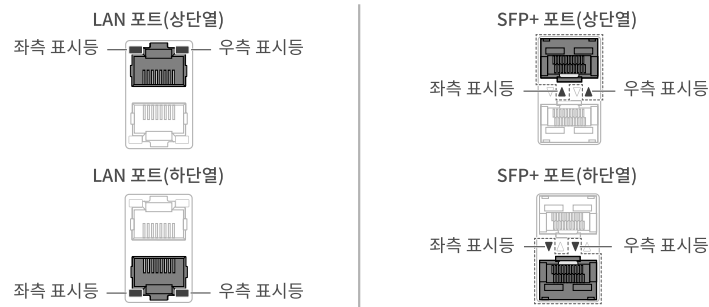 LAN 포트(상단열)
좌측 표시등
우측 표시등
LAN 포트(하단열)
좌측 표시등
우측 표시등
SFP+ 포트(상단열)
좌측 표시등
우측 표시등
SFP+ 포트(하단열)
좌측 표시등
우측 표시등